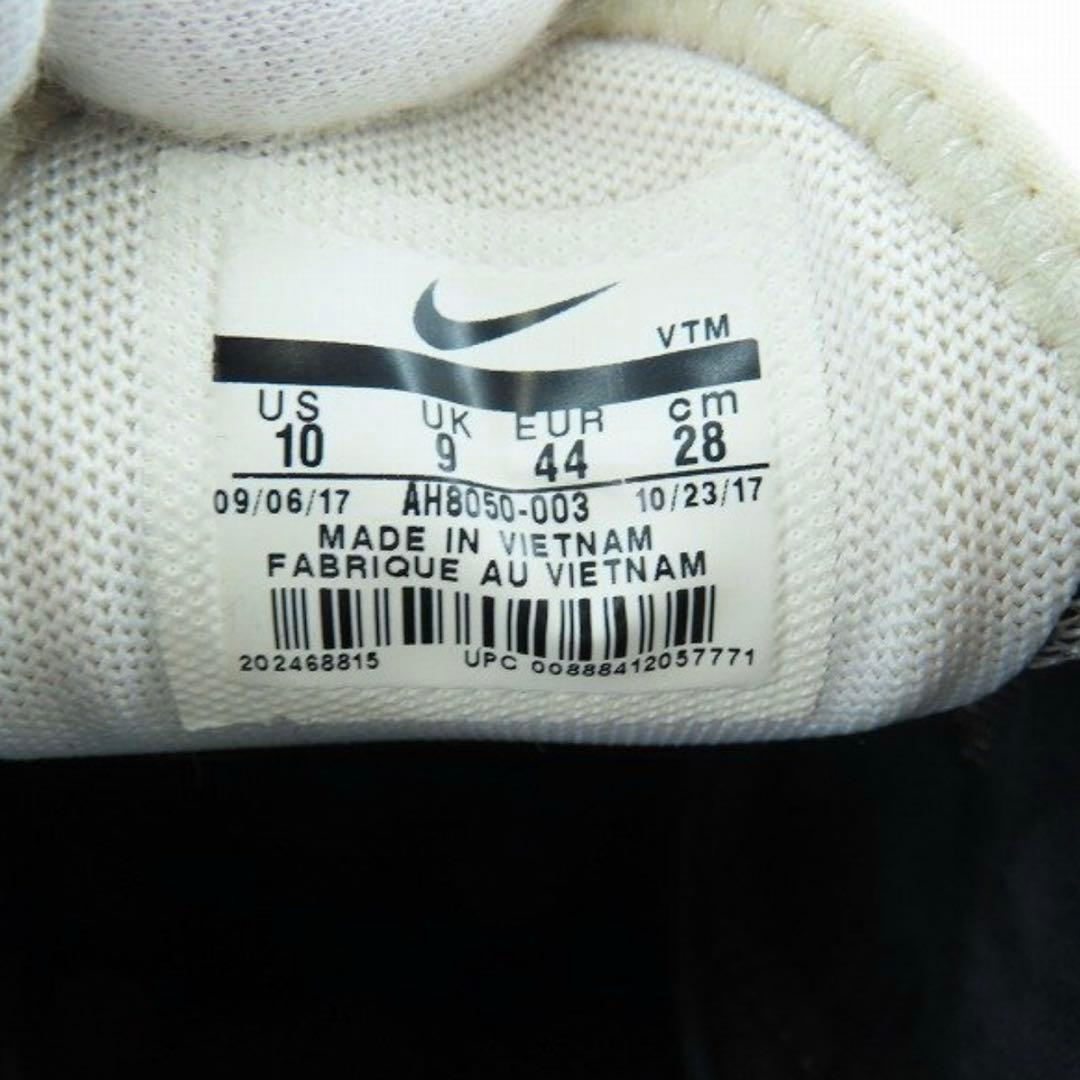 VTM
US UK EUR cm
10 9 44 28
09/06/17 AH8050-003 10/23/17
MADE IN VIETNAM
FABRIQUE AU VIETNAM
202468815 UPC 00888412057771